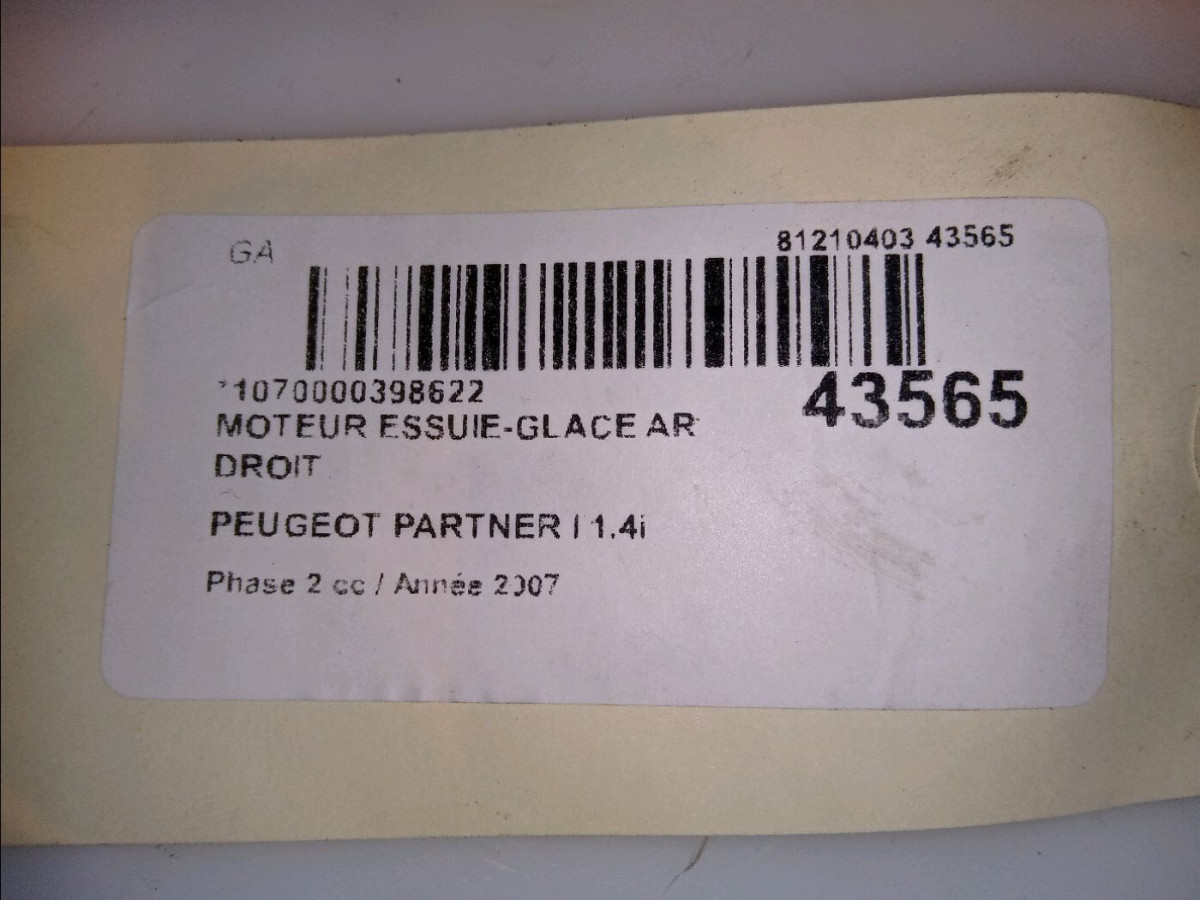 GA
81210403 43565
*1070000398622
43565
MOTEUR ESSUIE-GLACE AR
DROIT
PEUGEOT PARTNER I 1.4i
Phase 2 cc / Année 2007